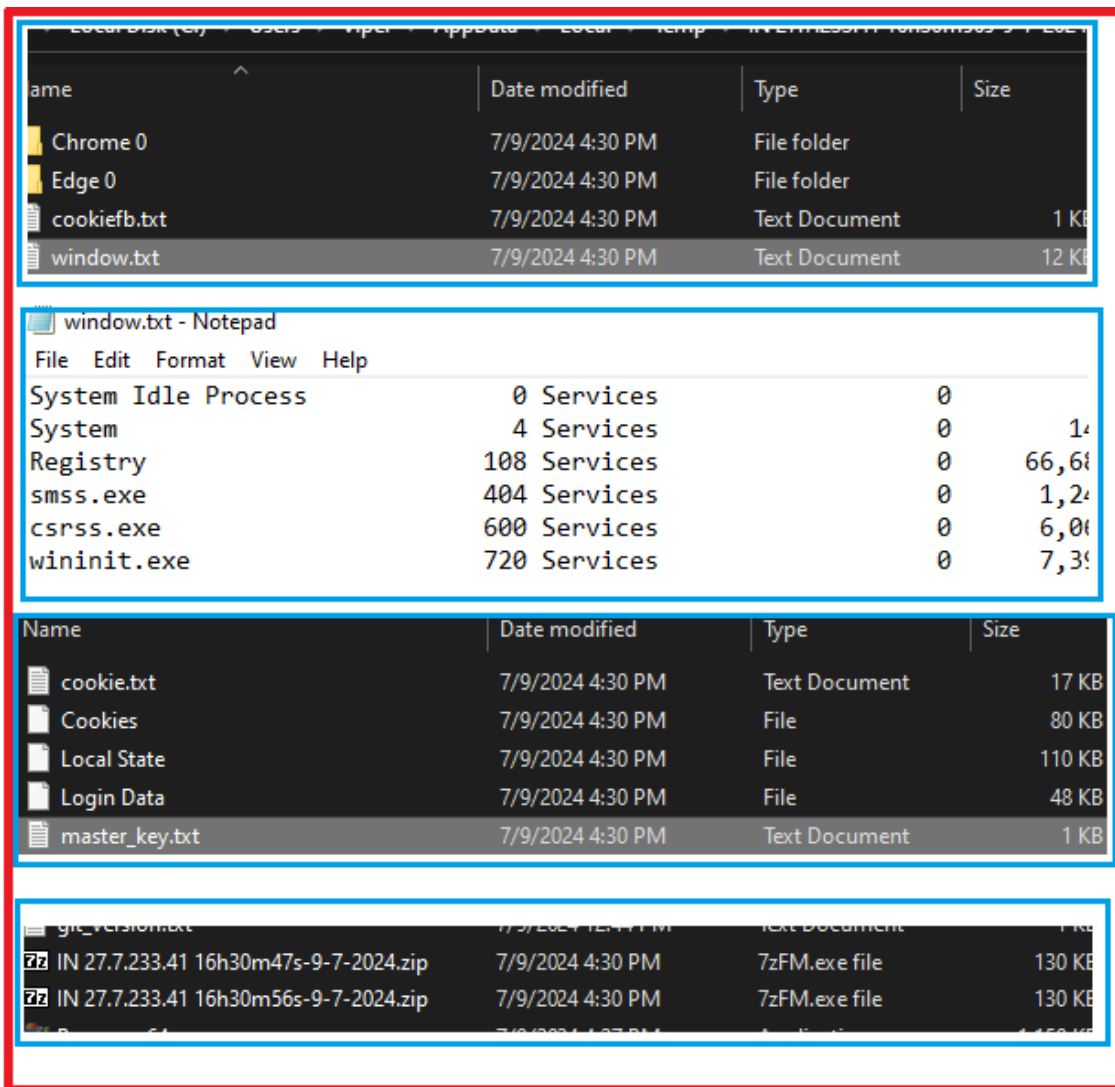 Name Date modified Type Size
Chrome 0 7/9/2024 4:30 PM File folder
Edge 0 7/9/2024 4:30 PM File folder
cookiefb.txt 7/9/2024 4:30 PM Text Document 1 KB
window.txt 7/9/2024 4:30 PM Text Document 12 KB
window.txt - Notepad
File Edit Format View Help
System Idle Process 0 Services 0
System 4 Services 0
Registry 108 Services 0
smss.exe 404 Services 0
csrss.exe 600 Services 0
wininit.exe 720 Services 0
Name Date modified Type Size
cookie.txt 7/9/2024 4:30 PM Text Document 17 KB
Cookies 7/9/2024 4:30 PM File 80 KB
Local State 7/9/2024 4:30 PM File 110 KB
Login Data 7/9/2024 4:30 PM File 48 KB
master_key.txt 7/9/2024 4:30 PM Text Document 1 KB
IN 27.7.233.41 16h30m47s-9-7-2024.zip 7/9/2024 4:30 PM 7zFM.exe file 130 KB
IN 27.7.233.41 16h30m56s-9-7-2024.zip 7/9/2024 4:30 PM 7zFM.exe file 130 KB